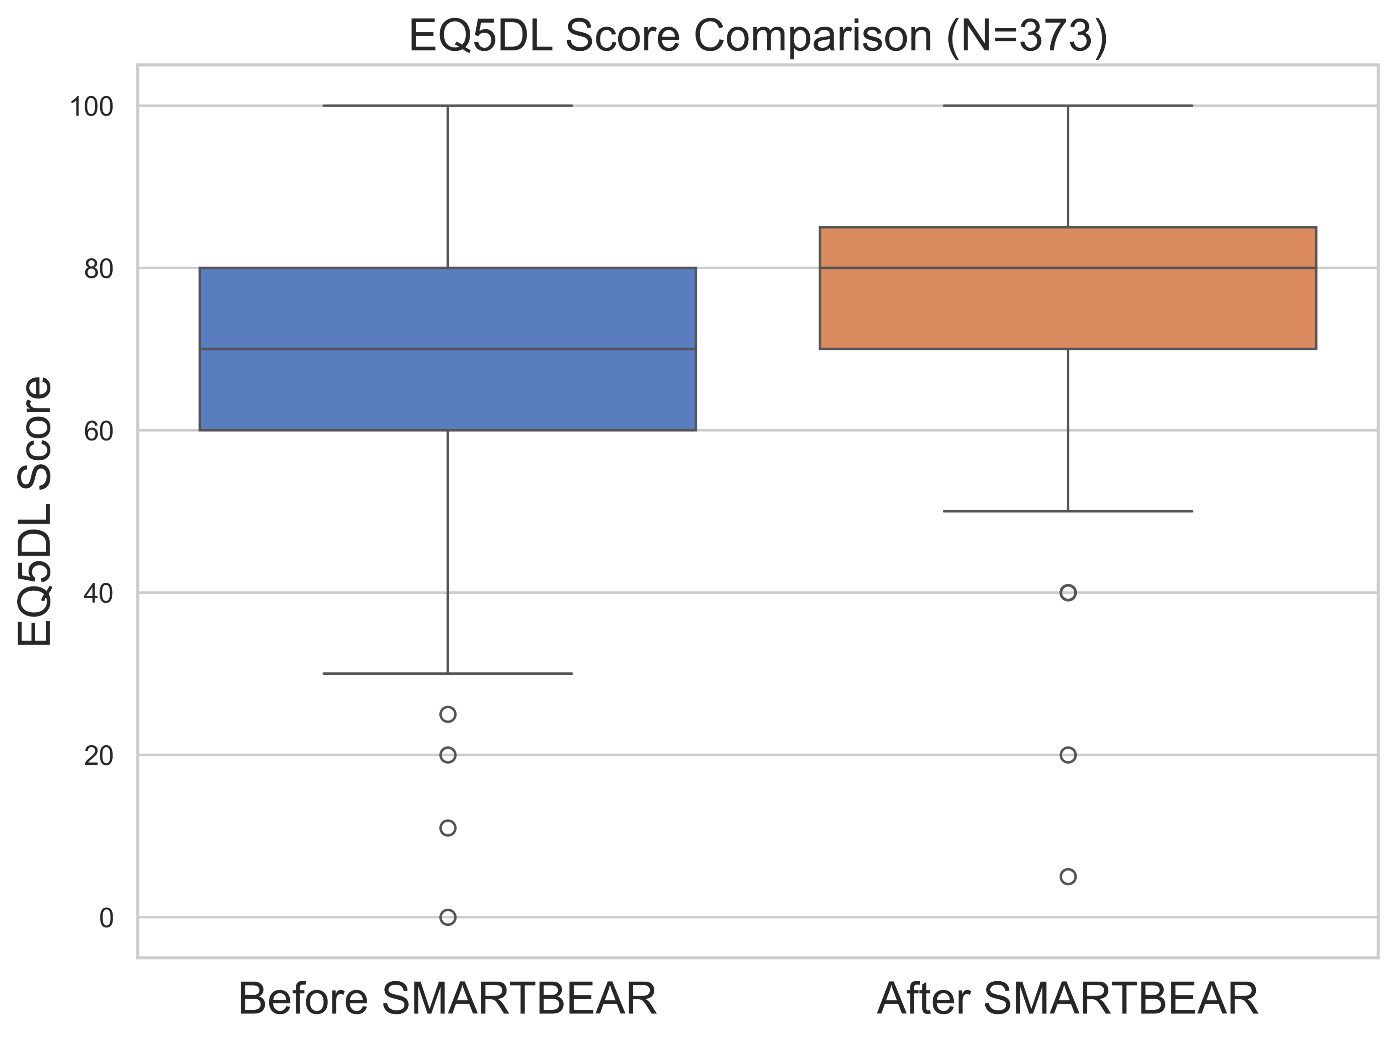 EQ5DL Score Comparison (N=373)
EQ5DL Score
100
80
60
40
20
0
Before SMARTBEAR
After SMARTBEAR